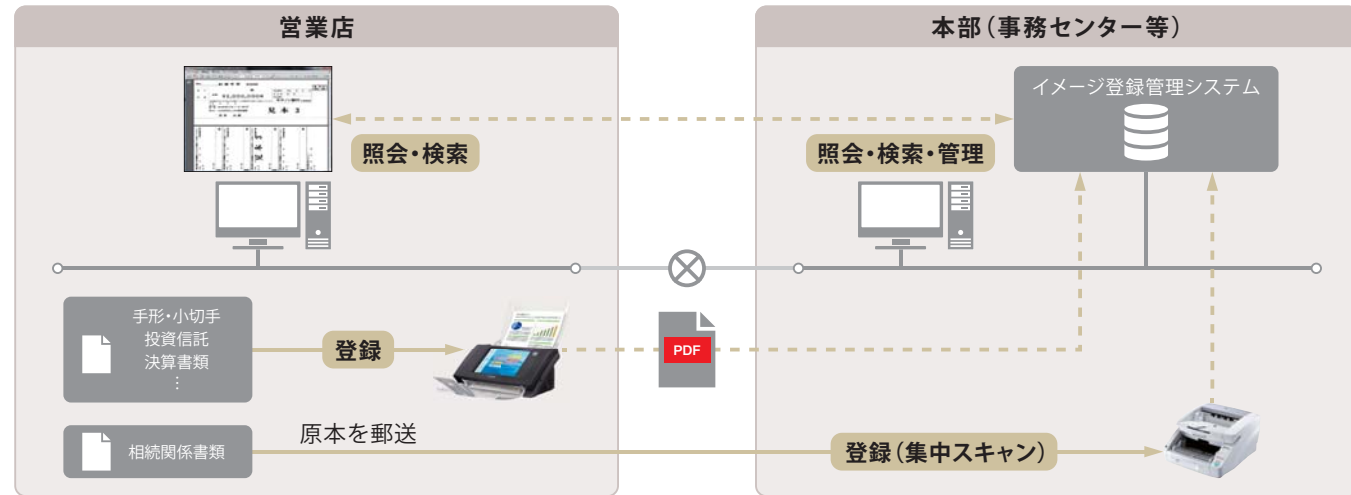 営業店
見本
照会・検索
手形・小切手
投資信託
決算書類
⋮
登録
相続関係書類
原本を郵送
PDF
本部（事務センター等）
イメージ登録管理システム
照会・検索・管理
登録（集中スキャン）